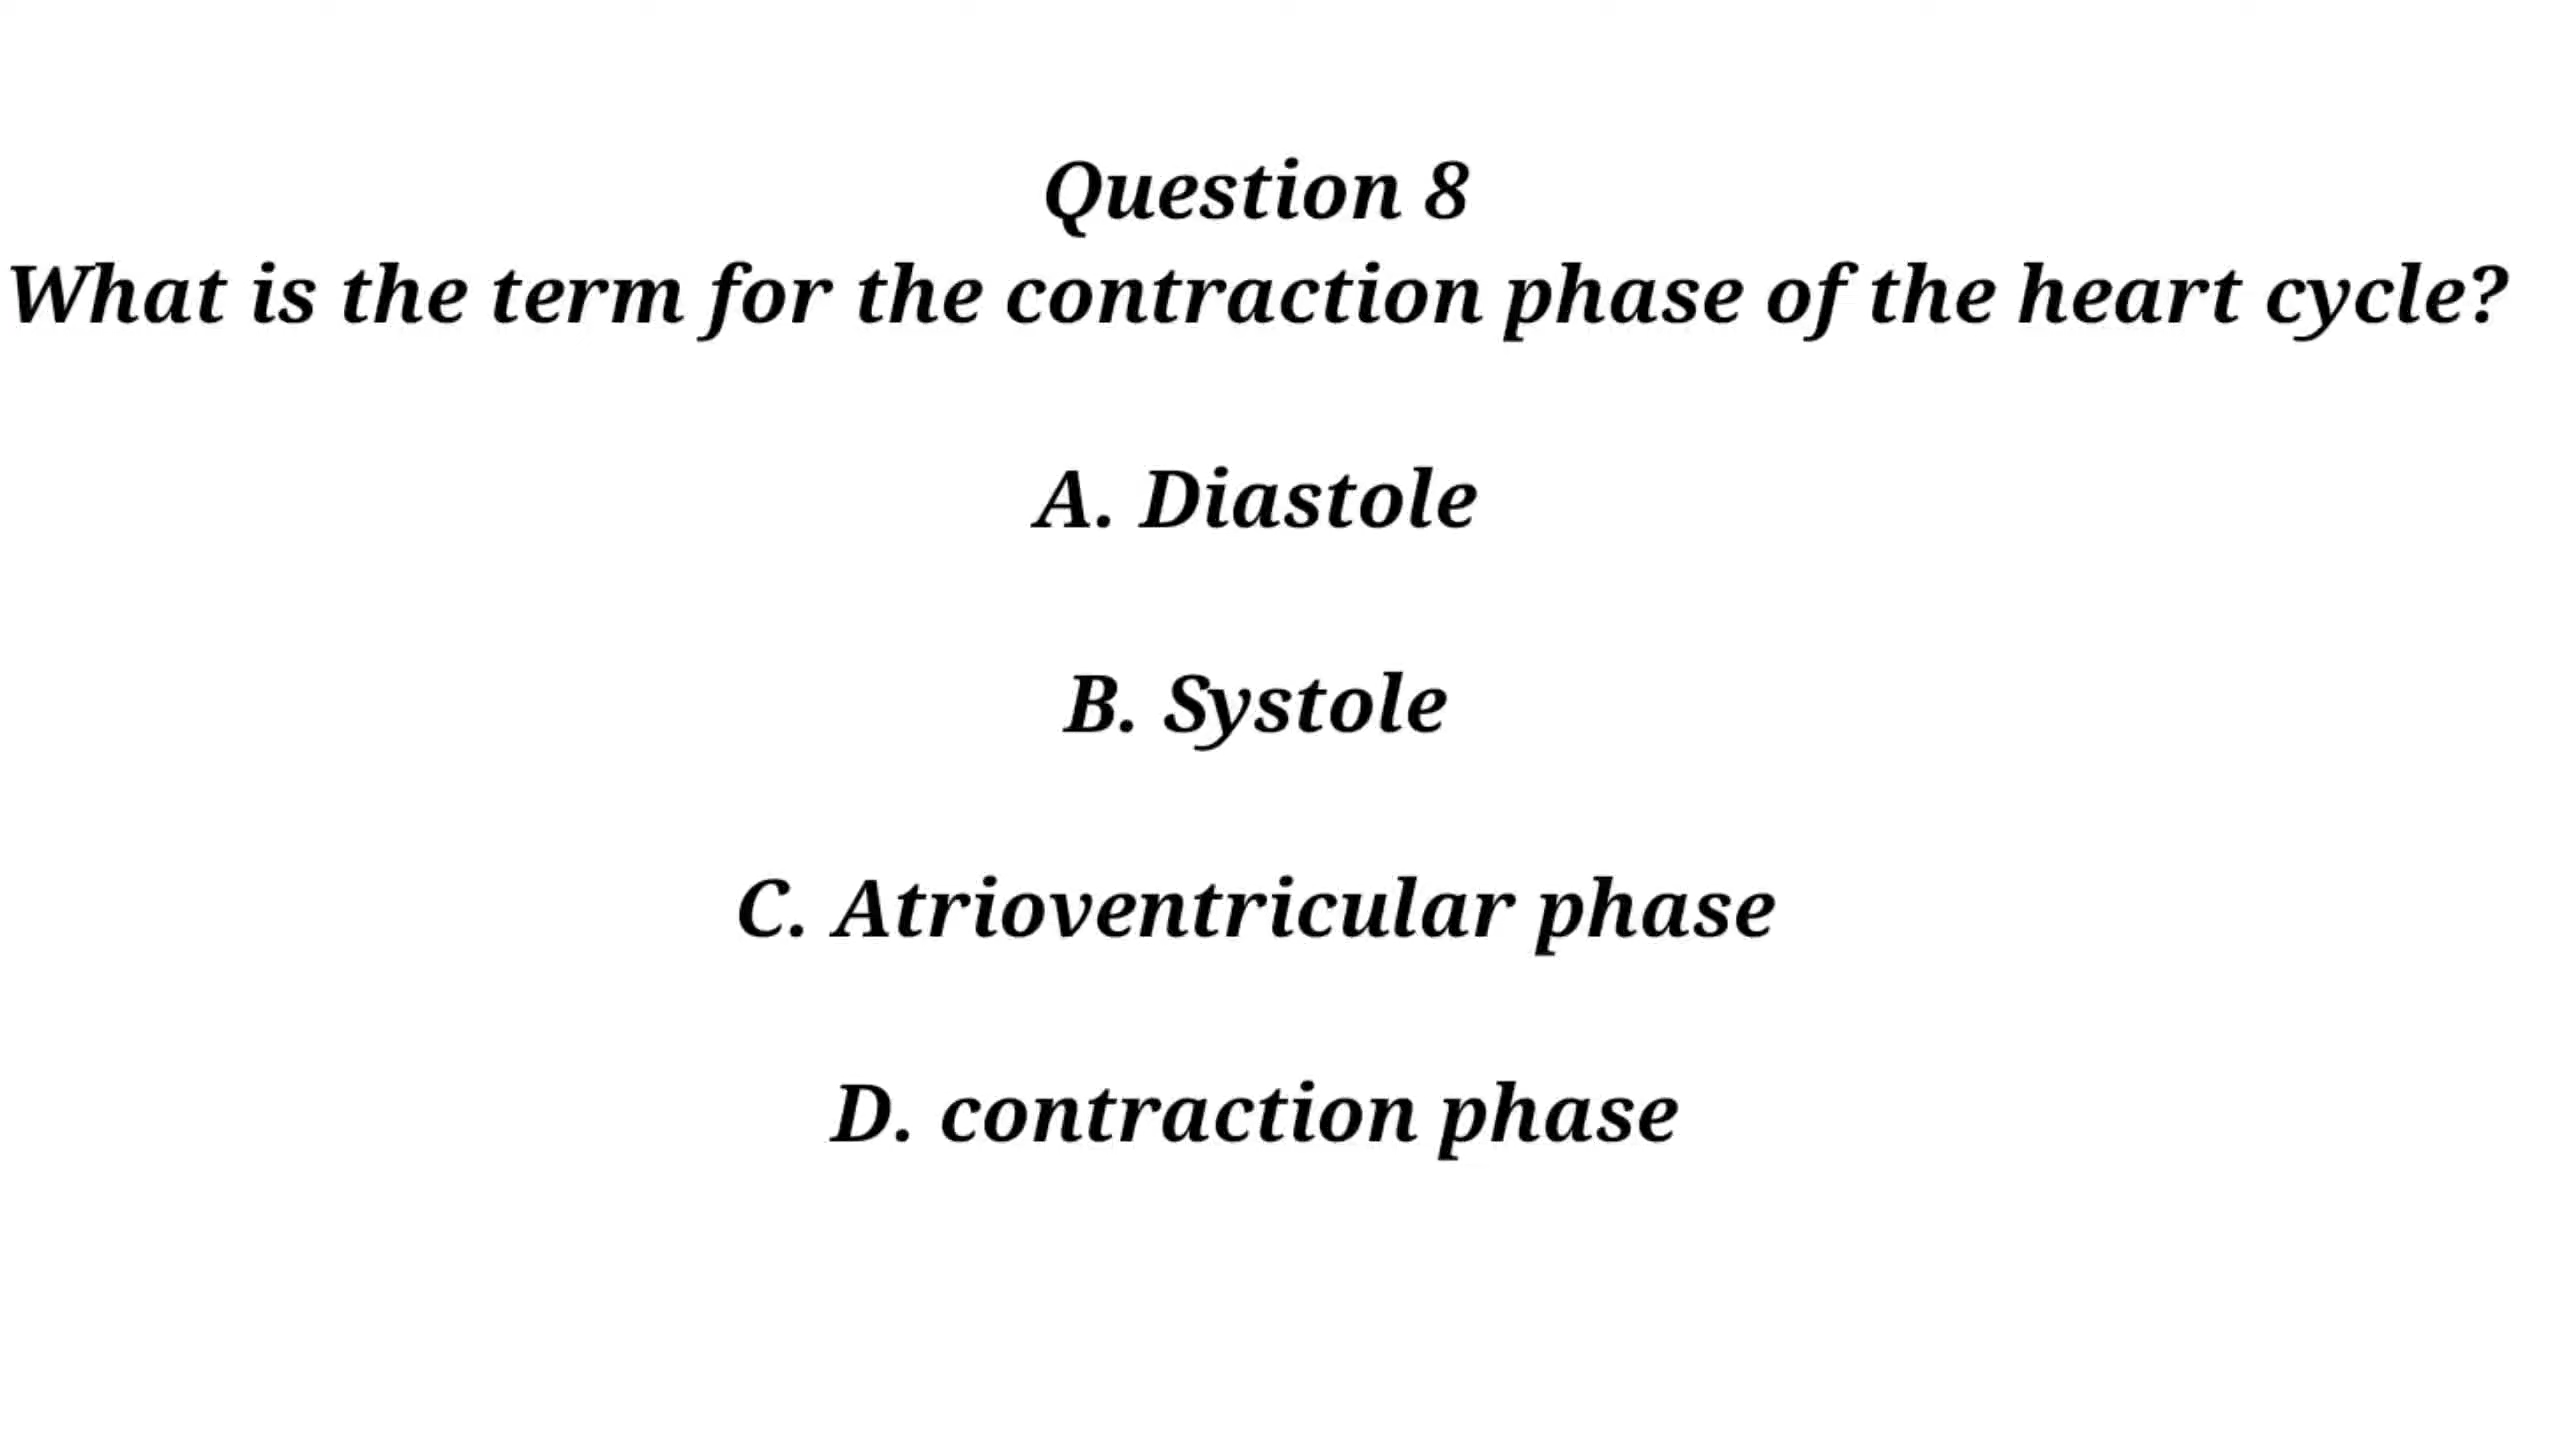 Question 8
What is the term for the contraction phase of the heart cycle?
A. Diastole
B. Systole
C. Atrioventricular phase
D. contraction phase